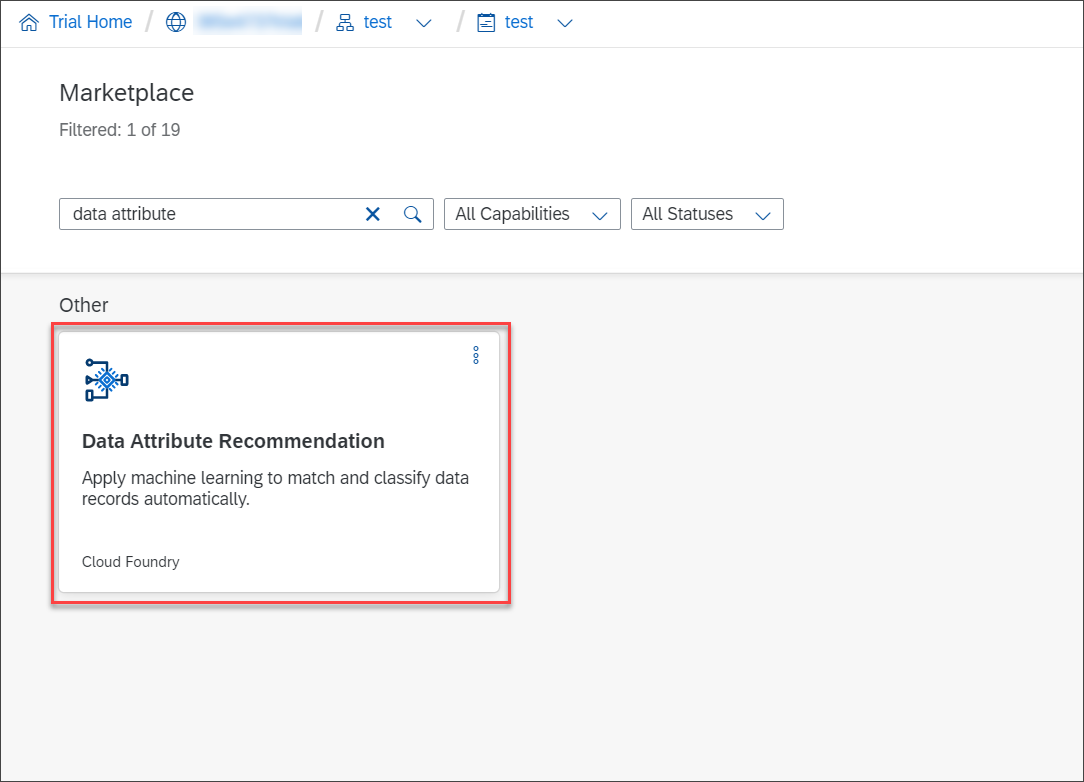 Trial Home / / test / test
Marketplace
Filtered: 1 of 19
data attribute All Capabilities All Statuses
Other
Data Attribute Recommendation
Apply machine learning to match and classify data
records automatically.
Cloud Foundry